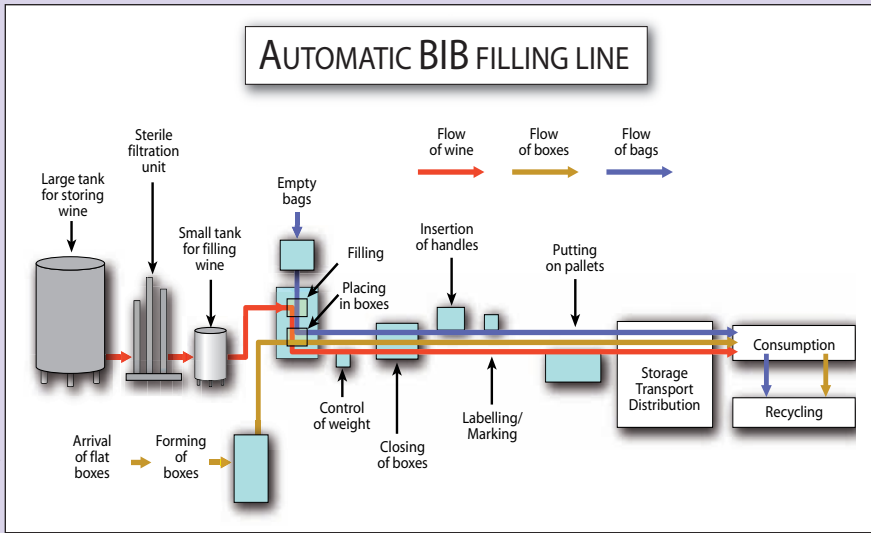 AUTOMATIC BIB FILLING LINE
Flow
of wine
Flow
of boxes
Flow
of bags
Sterile
filtration
unit
Large tank
for storing
wine
Small tank
for filling
wine
Empty
bags
Filling
Placing
in boxes
Insertion
of handles
Putting
on pallets
Consumption
Storage
Transport
Distribution
Recycling
Control
of weight
Closing
of boxes
Labelling/
Marking
Arrival
of flat
boxes
Forming
of
boxes